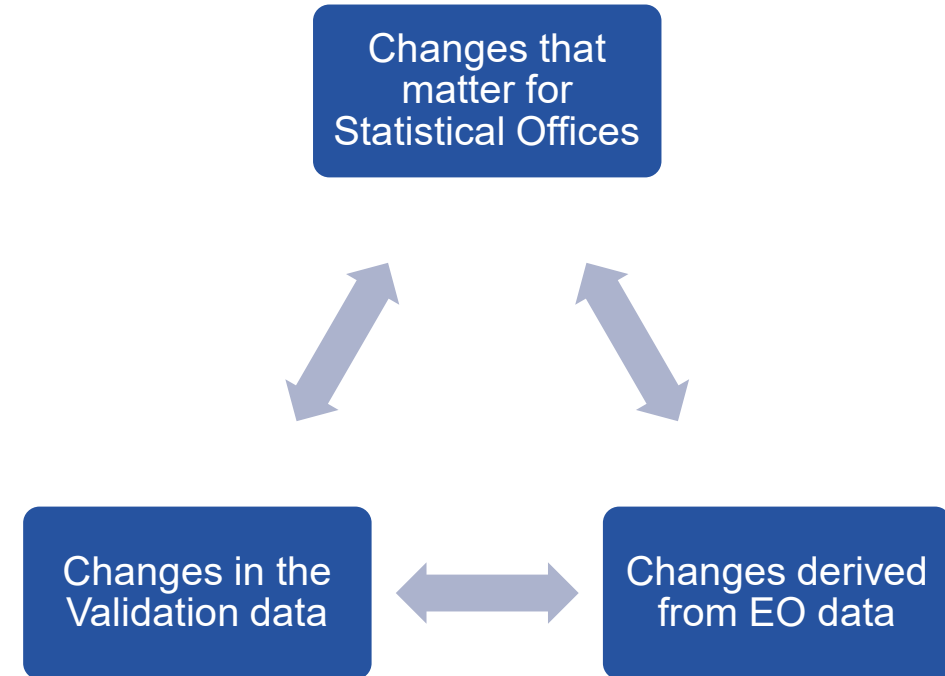 Changes that
matter for
Statistical Offices
Changes in the
Validation data
Changes derived
from EO data